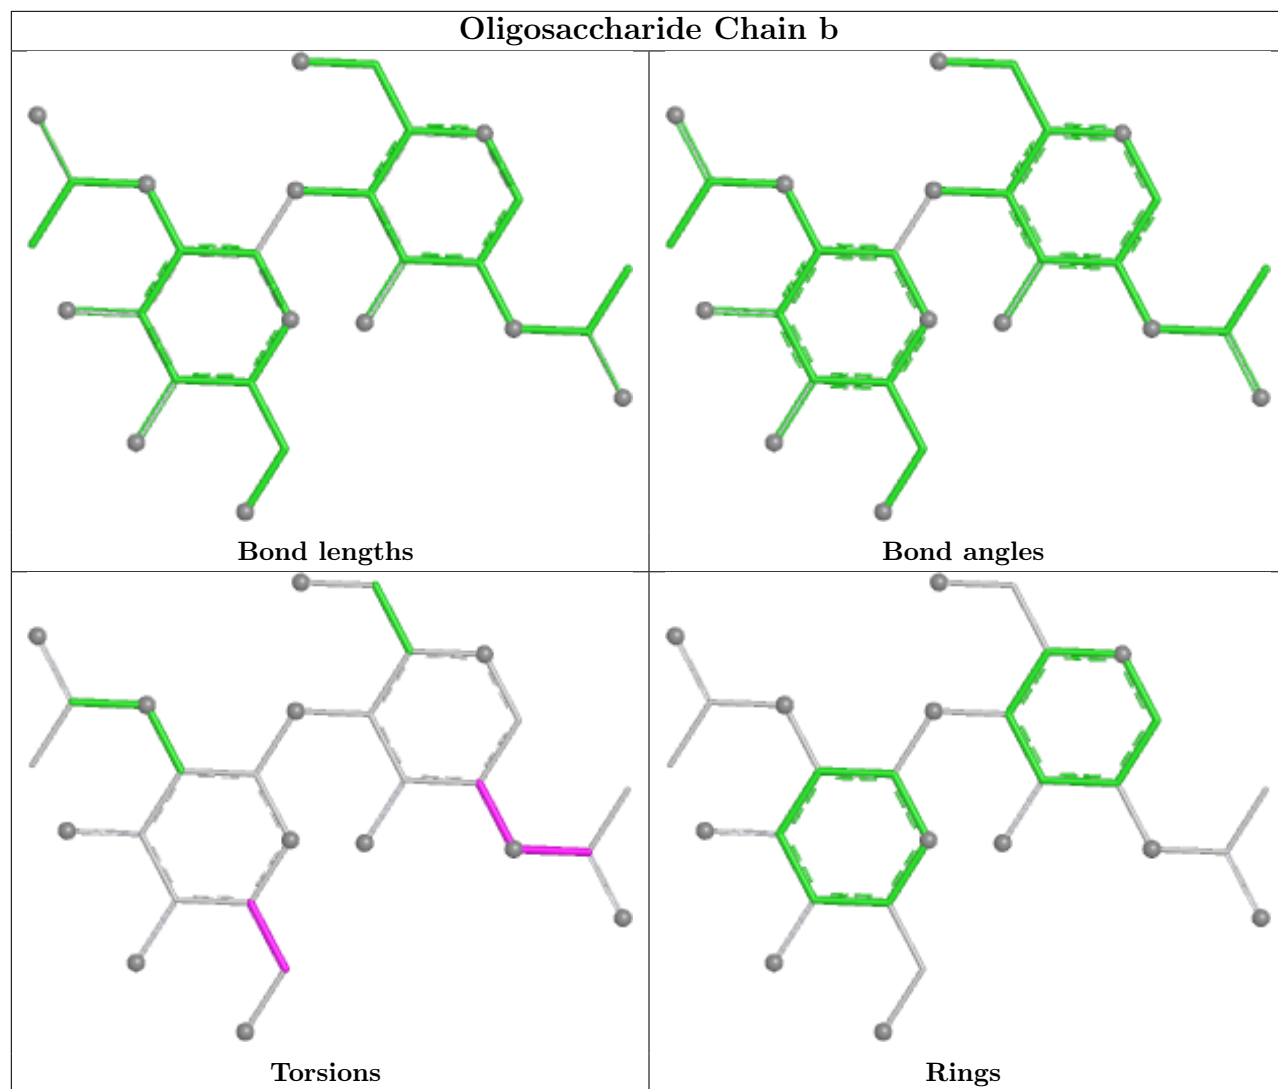 Oligosaccharide Chain b
Bond lengths
Bond angles
Torsions
Rings